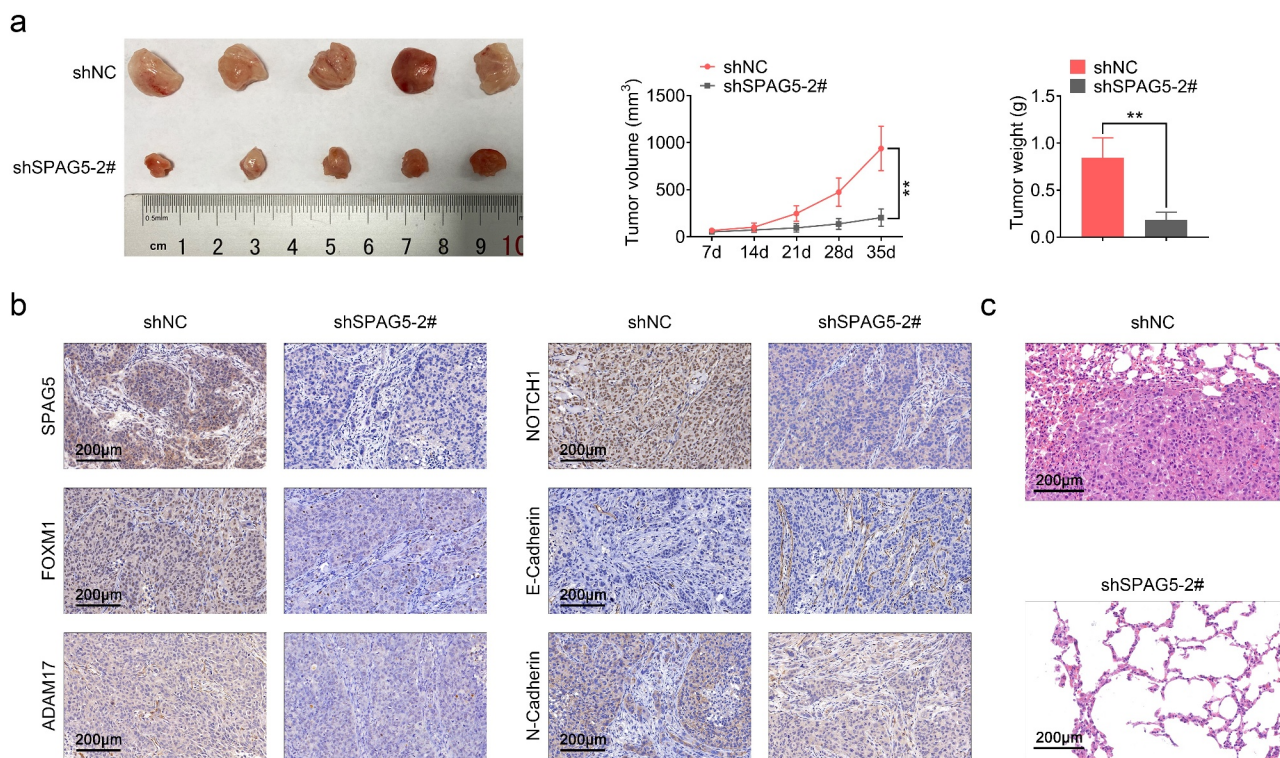 a
shNC
shSPAG5-2#
0.5mm
cm 1 2 3 4 5 6 7 8 9 10
shNC
shSPAG5-2#
Tumor volume (mm³)
1500
1000
500
0
7d 14d 21d 28d 35d
**
shNC
shSPAG5-2#
Tumor weight (g)
1.5
1.0
0.5
0.0
**
b
shNC shSPAG5-2# shNC shSPAG5-2#
SPAG5
200μm
NOTCH1
200μm
FOXM1
200μm
E-Cadherin
200μm
ADAM17
200μm
N-Cadherin
200μm
c
shNC
200μm
shSPAG5-2#
200μm